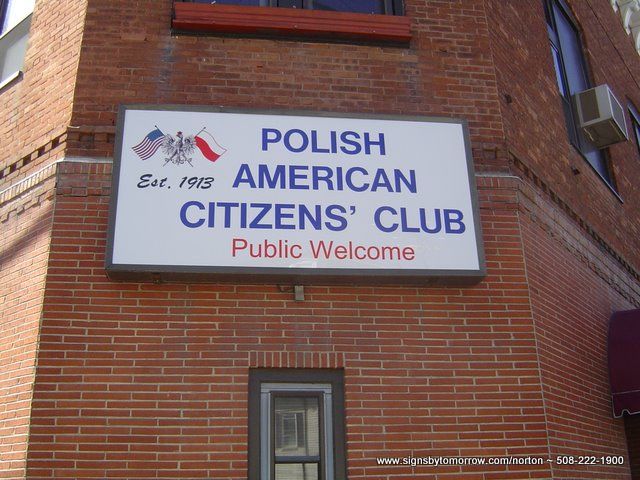 POLISH
Est. 1913 AMERICAN
CITIZENS' CLUB
Public Welcome
www.signsbytomorrow.com/norton ~ 508-222-1900